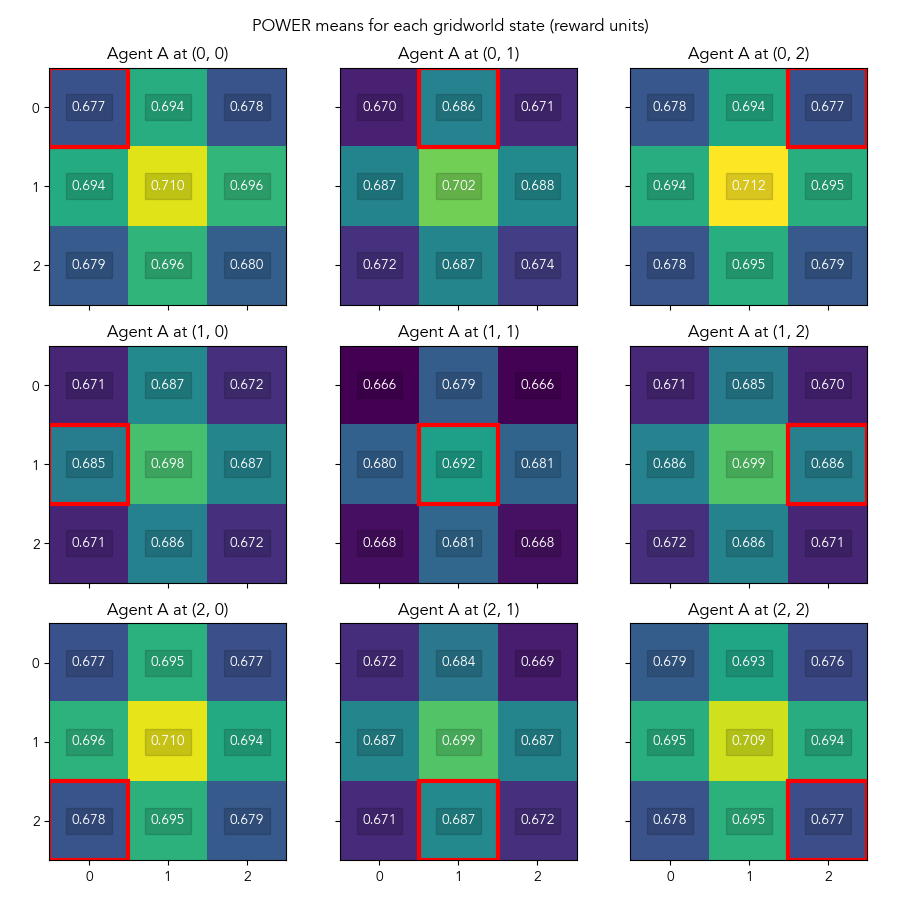 POWER means for each gridworld state (reward units)
Agent A at (0, 0) Agent A at (0, 1) Agent A at (0, 2)
0 0.677 0.694 0.678 0.670 0.686 0.671 0.678 0.694 0.677
1 0.694 0.710 0.696 0.687 0.702 0.688 0.694 0.712 0.695
2 0.679 0.696 0.680 0.672 0.687 0.674 0.678 0.695 0.679
Agent A at (1, 0) Agent A at (1, 1) Agent A at (1, 2)
0 0.671 0.687 0.672 0.666 0.679 0.666 0.671 0.685 0.670
1 0.685 0.698 0.687 0.680 0.692 0.681 0.686 0.699 0.686
2 0.671 0.686 0.672 0.668 0.681 0.668 0.672 0.686 0.671
Agent A at (2, 0) Agent A at (2, 1) Agent A at (2, 2)
0 0.677 0.695 0.677 0.672 0.684 0.669 0.679 0.693 0.676
1 0.696 0.710 0.694 0.687 0.699 0.687 0.695 0.709 0.694
2 0.678 0.695 0.679 0.671 0.687 0.672 0.678 0.695 0.677
0 1 2 0 1 2 0 1 2